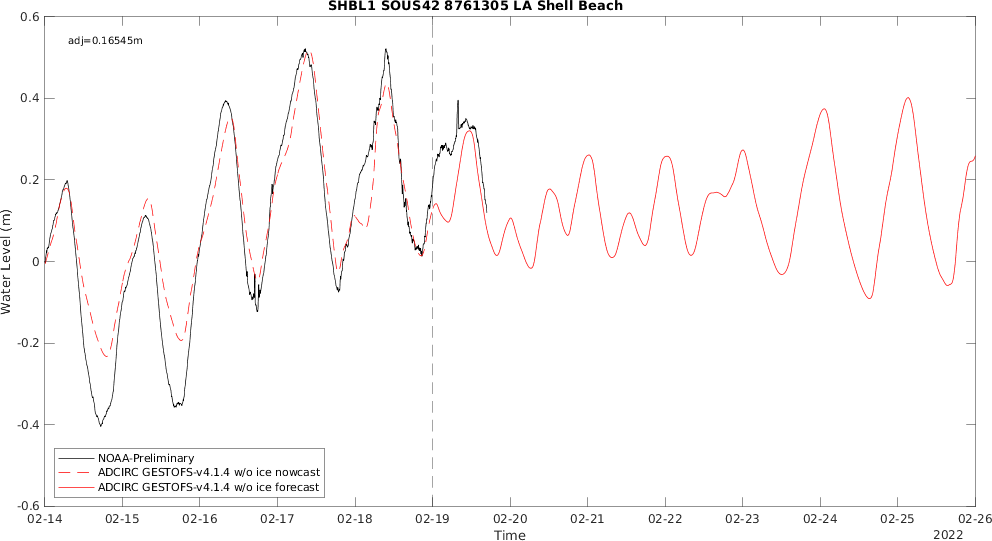 SHBL1 SOUS42 8761305 LA Shell Beach
adj=0.16545m
0.6
0.4
0.2
0
-0.2
-0.4
-0.6
Water Level (m)
NOAA-Preliminary
ADCIRC GESTOFS-v4.1.4 w/o ice nowcast
ADCIRC GESTOFS-v4.1.4 w/o ice forecast
02-14 02-15 02-16 02-17 02-18 02-19 02-20 02-21 02-22 02-23 02-24 02-25 02-26
Time
2022